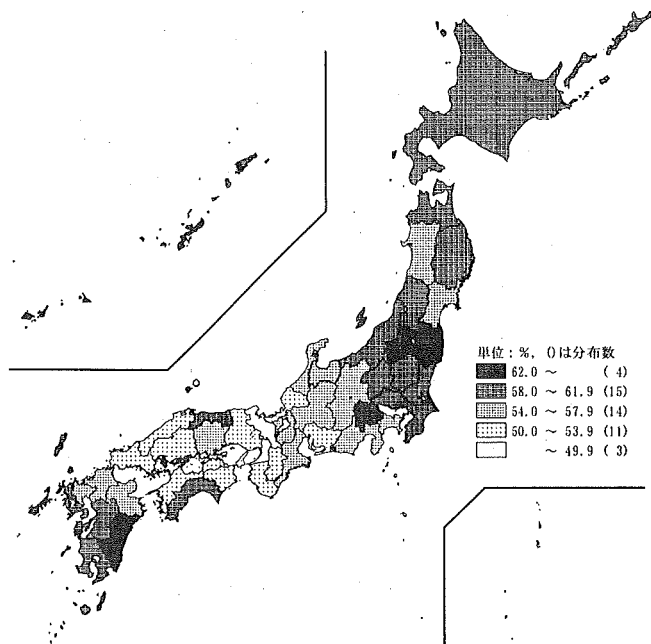 単位：%，()は分布数
62.0 ～ ( 4)
58.0 ～ 61.9 (15)
54.0 ～ 57.9 (14)
50.0 ～ 53.9 (11)
～ 49.9 ( 3)